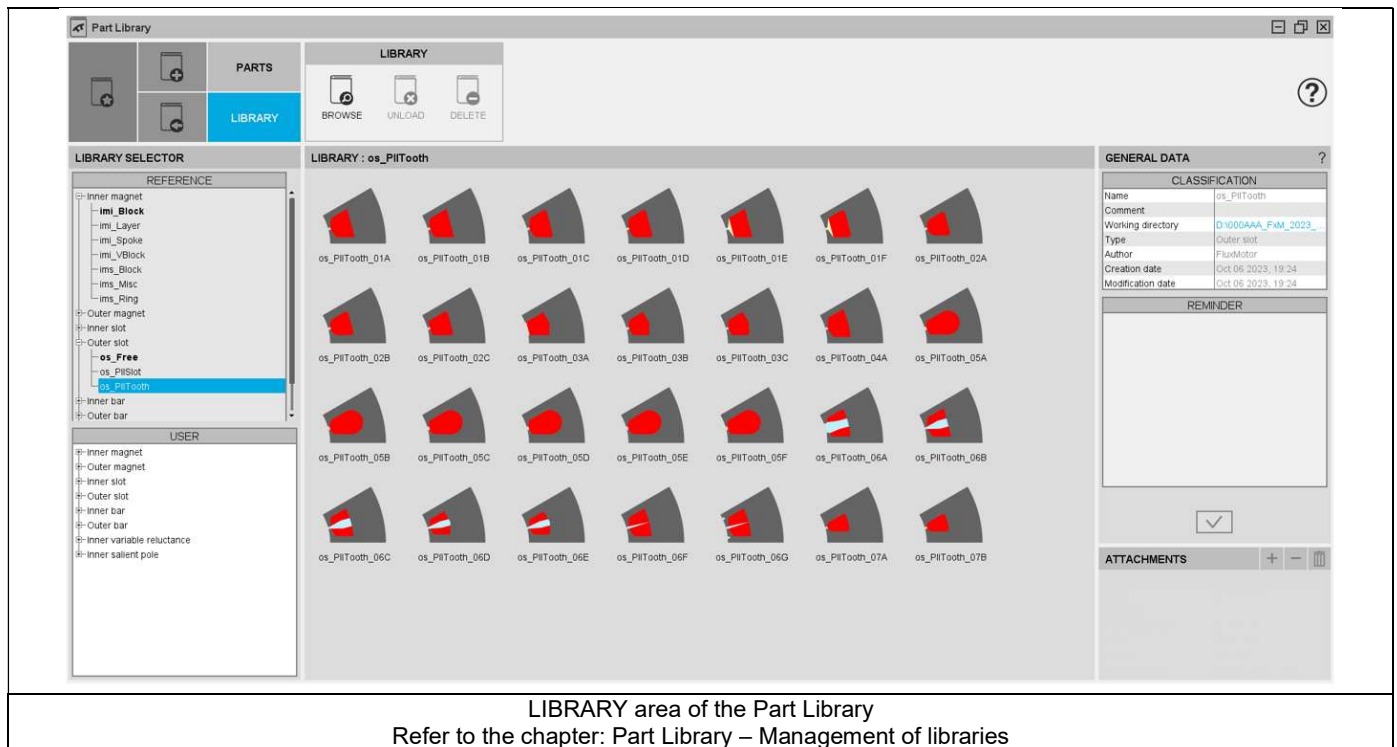 Part Library
PARTS
LIBRARY
LIBRARY
BROWSE UNLOAD DELETE
?
LIBRARY SELECTOR
REFERENCE
Inner magnet
imi_Block
imi_Layer
imi_Spoke
imi_VBlock
ims_Block
ims_Misc
ims_Ring
Outer magnet
Inner slot
Outer slot
os_Free
os_PllSlot
os_PllTooth
Inner bar
Outer bar
USER
Inner magnet
Outer magnet
Inner slot
Outer slot
Inner bar
Outer bar
Inner variable reluctance
Inner salient pole
LIBRARY : os_PllTooth
os_PllTooth_01A os_PllTooth_01B os_PllTooth_01C os_PllTooth_01D os_PllTooth_01E os_PllTooth_01F os_PllTooth_02A
os_PllTooth_02B os_PllTooth_02C os_PllTooth_03A os_PllTooth_03B os_PllTooth_03C os_PllTooth_04A os_PllTooth_05A
os_PllTooth_05B os_PllTooth_05C os_PllTooth_05D os_PllTooth_05E os_PllTooth_05F os_PllTooth_06A os_PllTooth_06B
os_PllTooth_06C os_PllTooth_06D os_PllTooth_06E os_PllTooth_06F os_PllTooth_06G os_PllTooth_07A os_PllTooth_07B
GENERAL DATA ?
CLASSIFICATION
Name os_PllTooth
Comment
Working directory D:\000AAA_FxM_2023_...
Type Outer slot
Author FluxMotor
Creation date Oct 06 2023, 19:24
Modification date Oct 06 2023, 19:24
REMINDER
ATTACHMENTS
LIBRARY area of the Part Library
Refer to the chapter: Part Library – Management of libraries